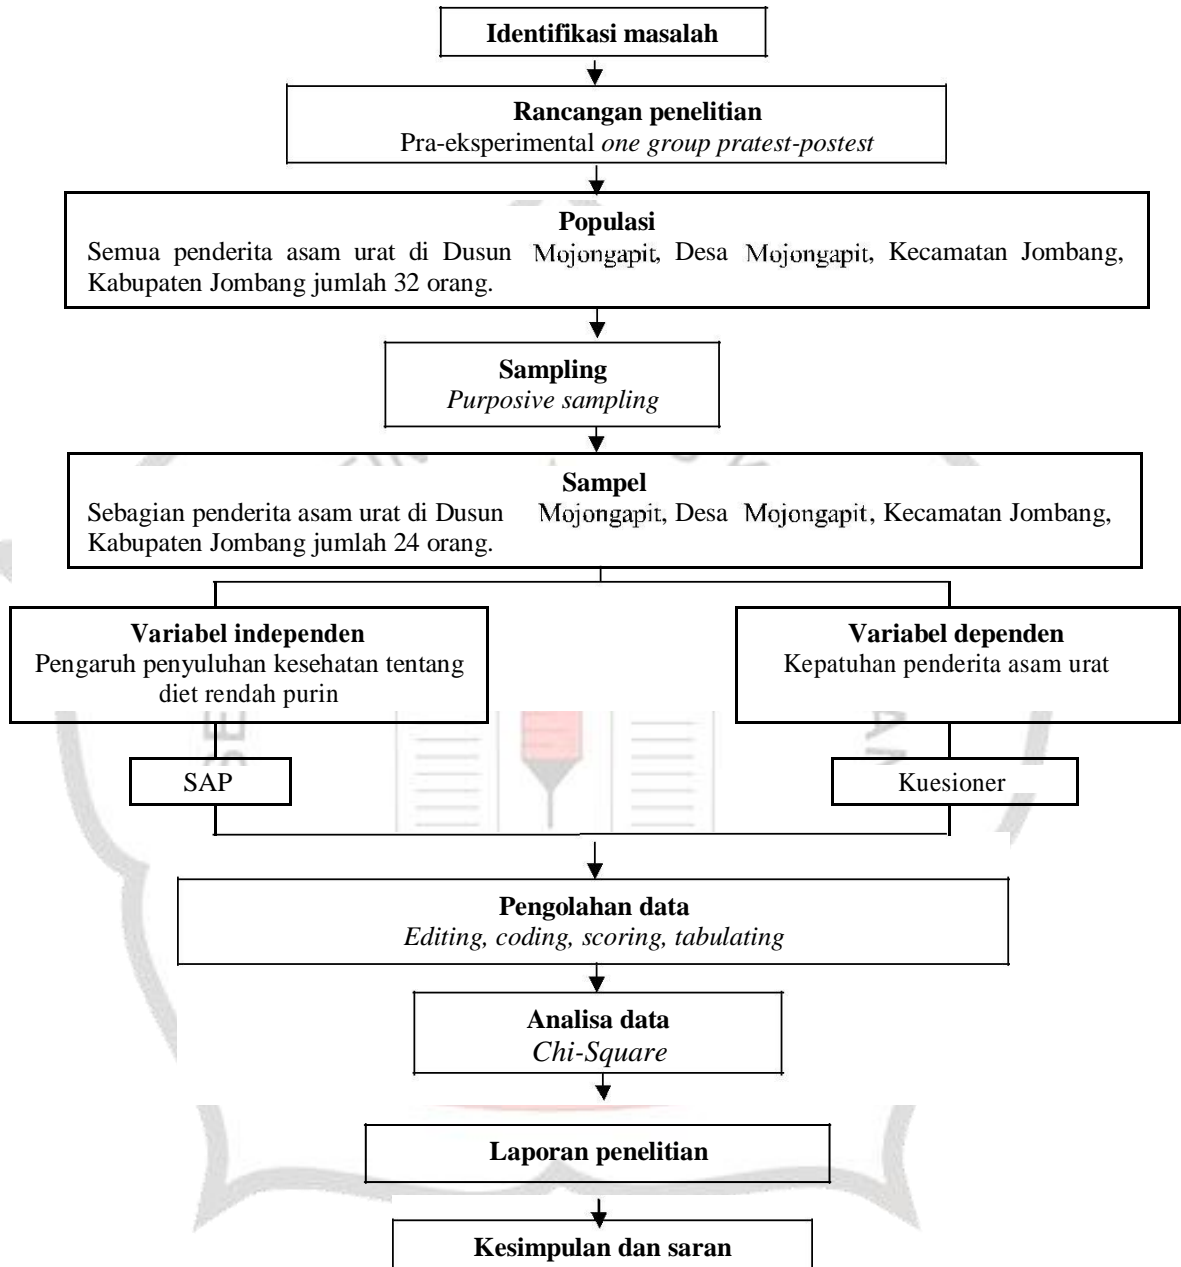 Identifikasi masalah
Rancangan penelitian
Pra-eksperimental one group pratest-postest
Populasi
Semua penderita asam urat di Dusun Mojongapit, Desa Mojongapit, Kecamatan Jombang,
Kabupaten Jombang jumlah 32 orang.
Sampling
Purposive sampling
Sampel
Sebagian penderita asam urat di Dusun Mojongapit, Desa Mojongapit, Kecamatan Jombang,
Kabupaten Jombang jumlah 24 orang.
Variabel independen
Pengaruh penyuluhan kesehatan tentang
diet rendah purin
Variabel dependen
Kepatuhan penderita asam urat
SAP
Kuesioner
Pengolahan data
Editing, coding, scoring, tabulating
Analisa data
Chi-Square
Laporan penelitian
Kesimpulan dan saran